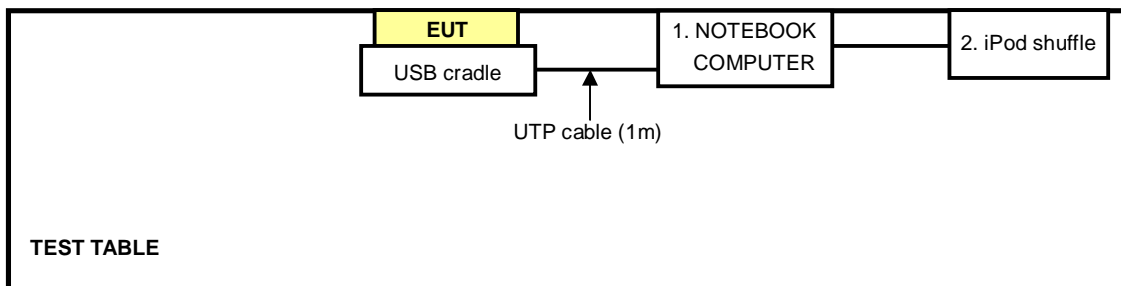 EUT
USB cradle
1. NOTEBOOK
COMPUTER
2. iPod shuffle
UTP cable (1m)
TEST TABLE